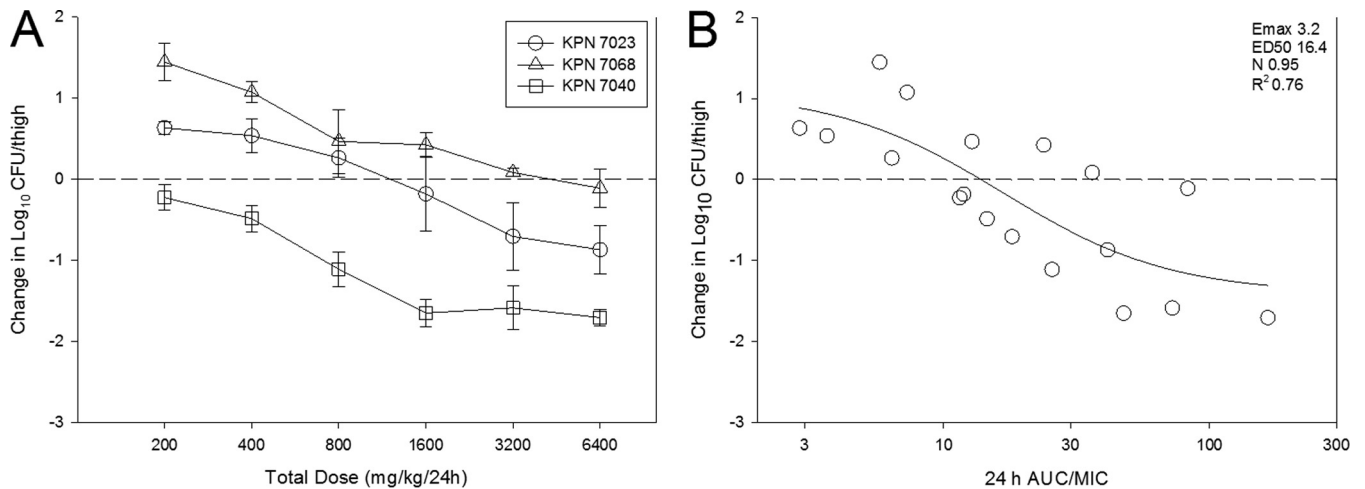 A
Change in Log10 CFU/thigh
2
1
0
-1
-2
-3
KPN 7023
KPN 7068
KPN 7040
200 400 800 1600 3200 6400
Total Dose (mg/kg/24h)
B
Change in Log10 CFU/thigh
2
1
0
-1
-2
-3
Emax 3.2
ED50 16.4
N 0.95
R2 0.76
3 10 30 100 300
24 h AUC/MIC